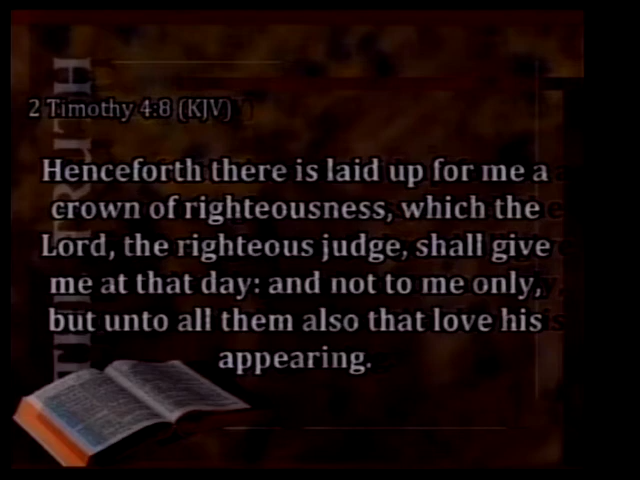 2 Timothy 4:8 (KJV)
Henceforth there is laid up for me a
crown of righteousness, which the
Lord, the righteous judge, shall give
me at that day: and not to me only,
but unto all them also that love his
appearing.
TRUTH